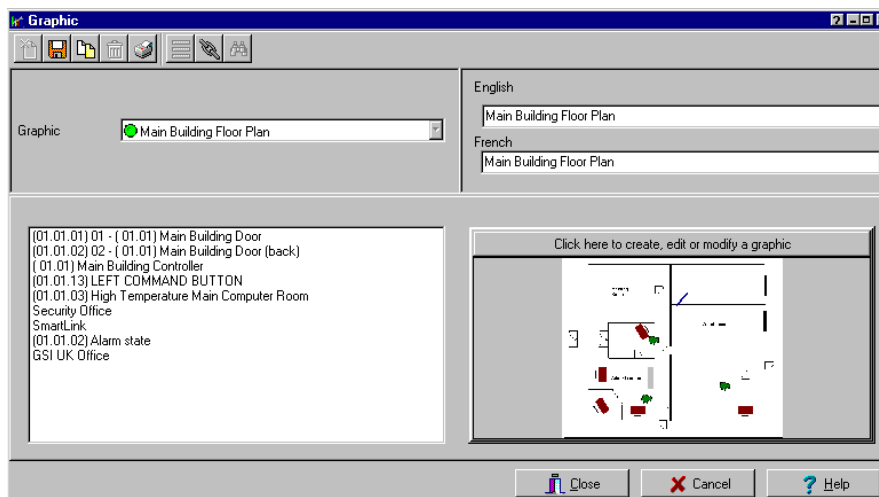 Graphic
English
Main Building Floor Plan
Graphic
Main Building Floor Plan
French
Main Building Floor Plan
(01.01.01) 01 - ( 01.01) Main Building Door
(01.01.02) 02 - ( 01.01) Main Building Door (back)
( 01.01) Main Building Controller
(01.01.13) LEFT COMMAND BUTTON
(01.01.03) High Temperature Main Computer Room
Security Office
SmartLink
(01.01.02) Alarm state
GSI UK Office
Click here to create, edit or modify a graphic
Close
Cancel
Help